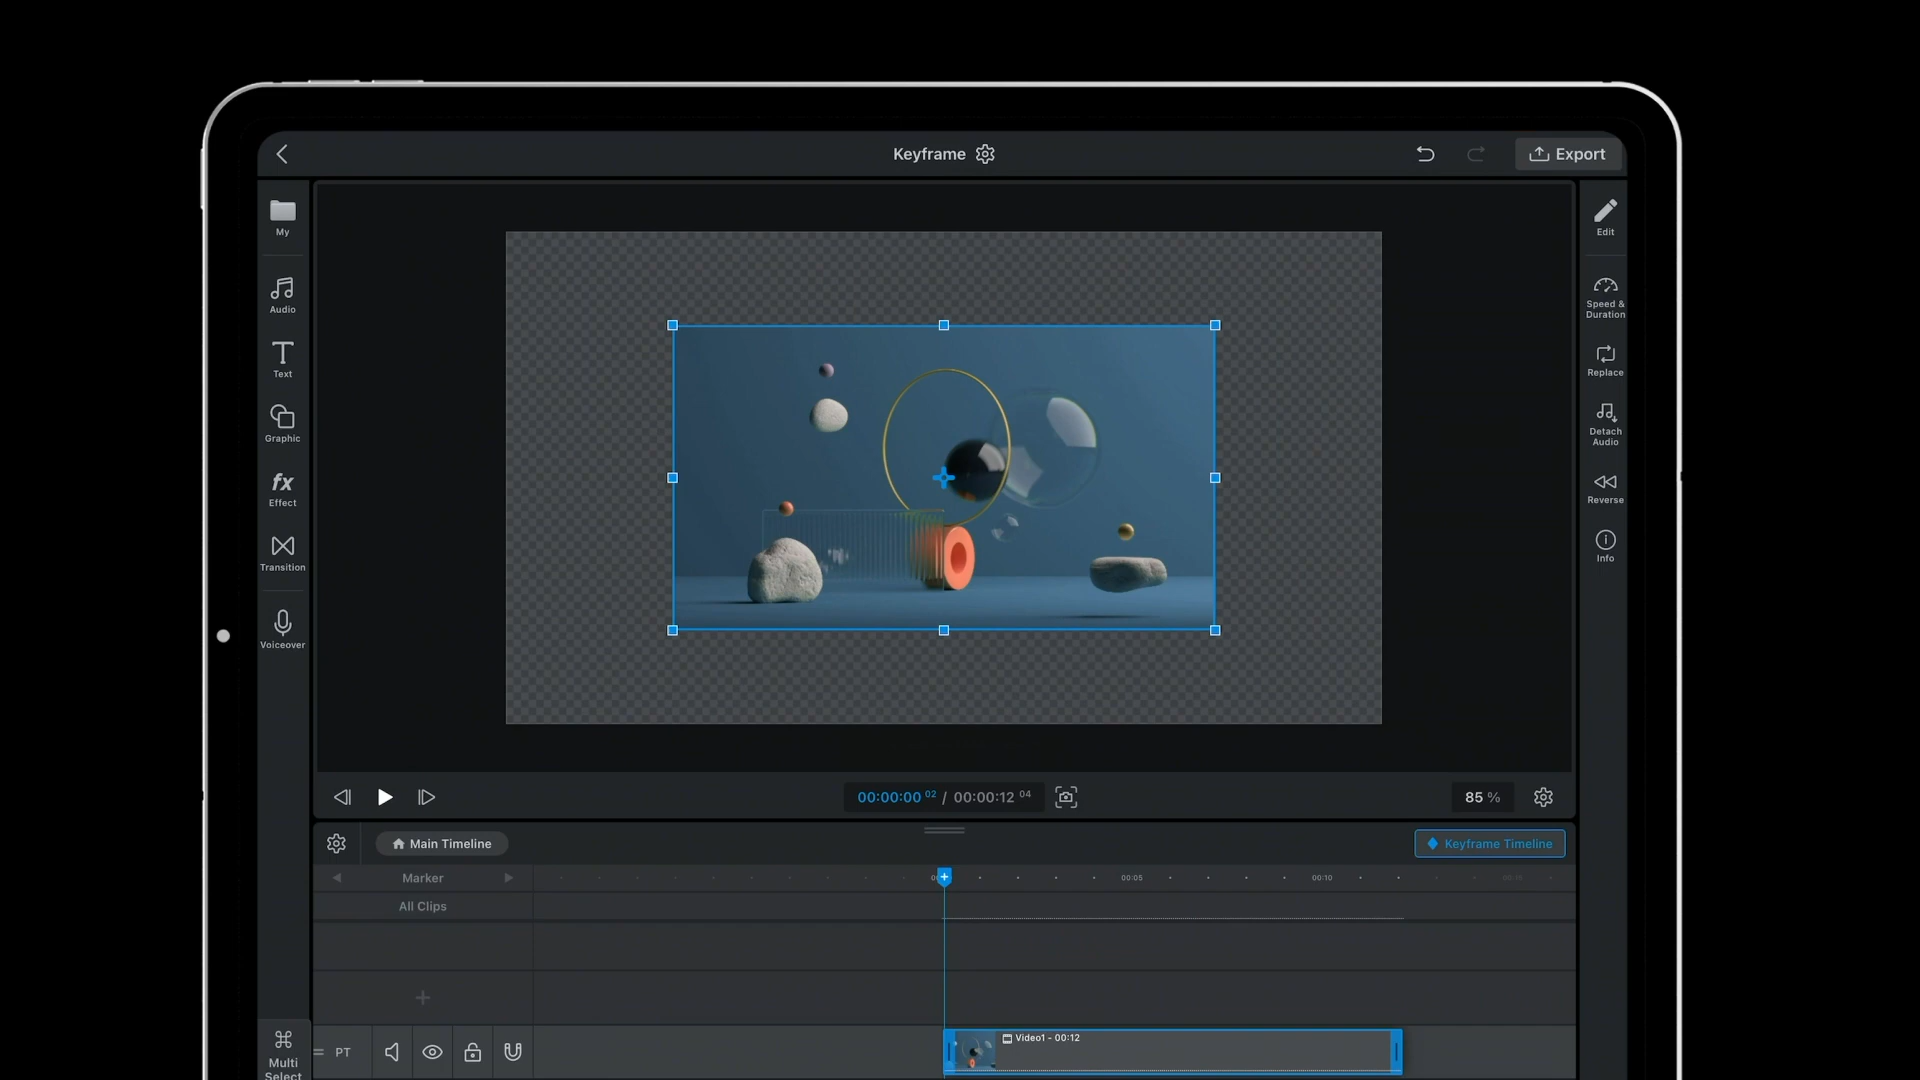 Keyframe
Export
My
Audio
Text
Graphic
fx
Effect
Transition
Voiceover
Edit
Speed &
Duration
Replace
Detach
Audio
Reverse
Info
00:00:00 02 / 00:00:12 04
85 %
Main Timeline
Keyframe Timeline
Marker
00:05
00:10
00:15
All Clips
PT
Video1 - 00:12
Multi
Select